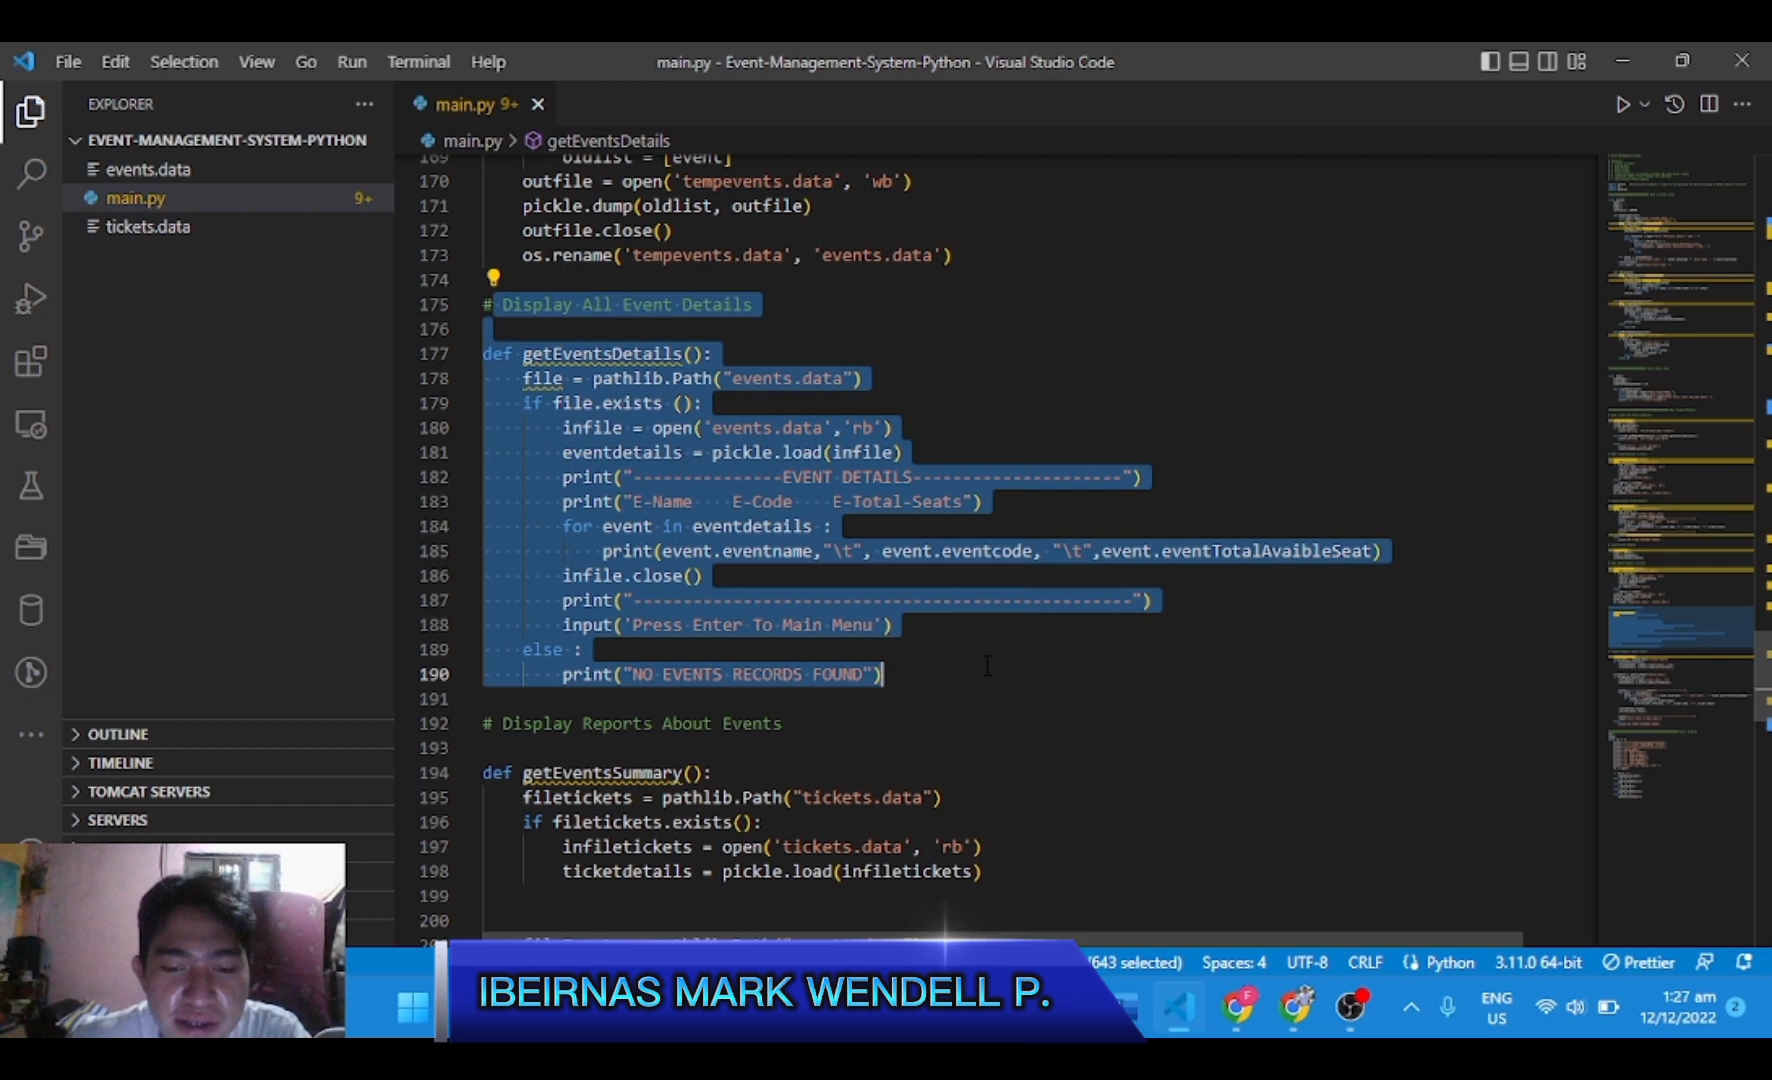 File Edit Selection View Go Run Terminal Help
main.py - Event-Management-System-Python - Visual Studio Code
EXPLORER
EVENT-MANAGEMENT-SYSTEM-PYTHON
events.data
main.py 9+
tickets.data
OUTLINE
TIMELINE
TOMCAT SERVERS
SERVERS
main.py 9+
main.py > getEventsDetails
169 oldlist = [event]
170 outfile = open('tempevents.data', 'wb')
171 pickle.dump(oldlist, outfile)
172 outfile.close()
173 os.rename('tempevents.data', 'events.data')
174
175 # Display All Event Details
176
177 def getEventsDetails():
178 file = pathlib.Path("events.data")
179 if file.exists ():
180 infile = open('events.data','rb')
181 eventdetails = pickle.load(infile)
182 print("---------------EVENT DETAILS---------------------")
183 print("E-Name    E-Code    E-Total-Seats")
184 for event in eventdetails :
185 print(event.eventname,"\t", event.eventcode, "\t",event.eventTotalAvaibleSeat)
186 infile.close()
187 print("--------------------------------------------------")
188 input('Press Enter To Main Menu')
189 else :
190 print("NO EVENTS RECORDS FOUND")
191
192 # Display Reports About Events
193
194 def getEventsSummary():
195 filetickets = pathlib.Path("tickets.data")
196 if filetickets.exists():
197 infiletickets = open('tickets.data', 'rb')
198 ticketdetails = pickle.load(infiletickets)
199
200
(643 selected) Spaces: 4 UTF-8 CRLF Python 3.11.0 64-bit Prettier
IBEIRNAS MARK WENDELL P.
ENG
US
1:27 am
12/12/2022
2